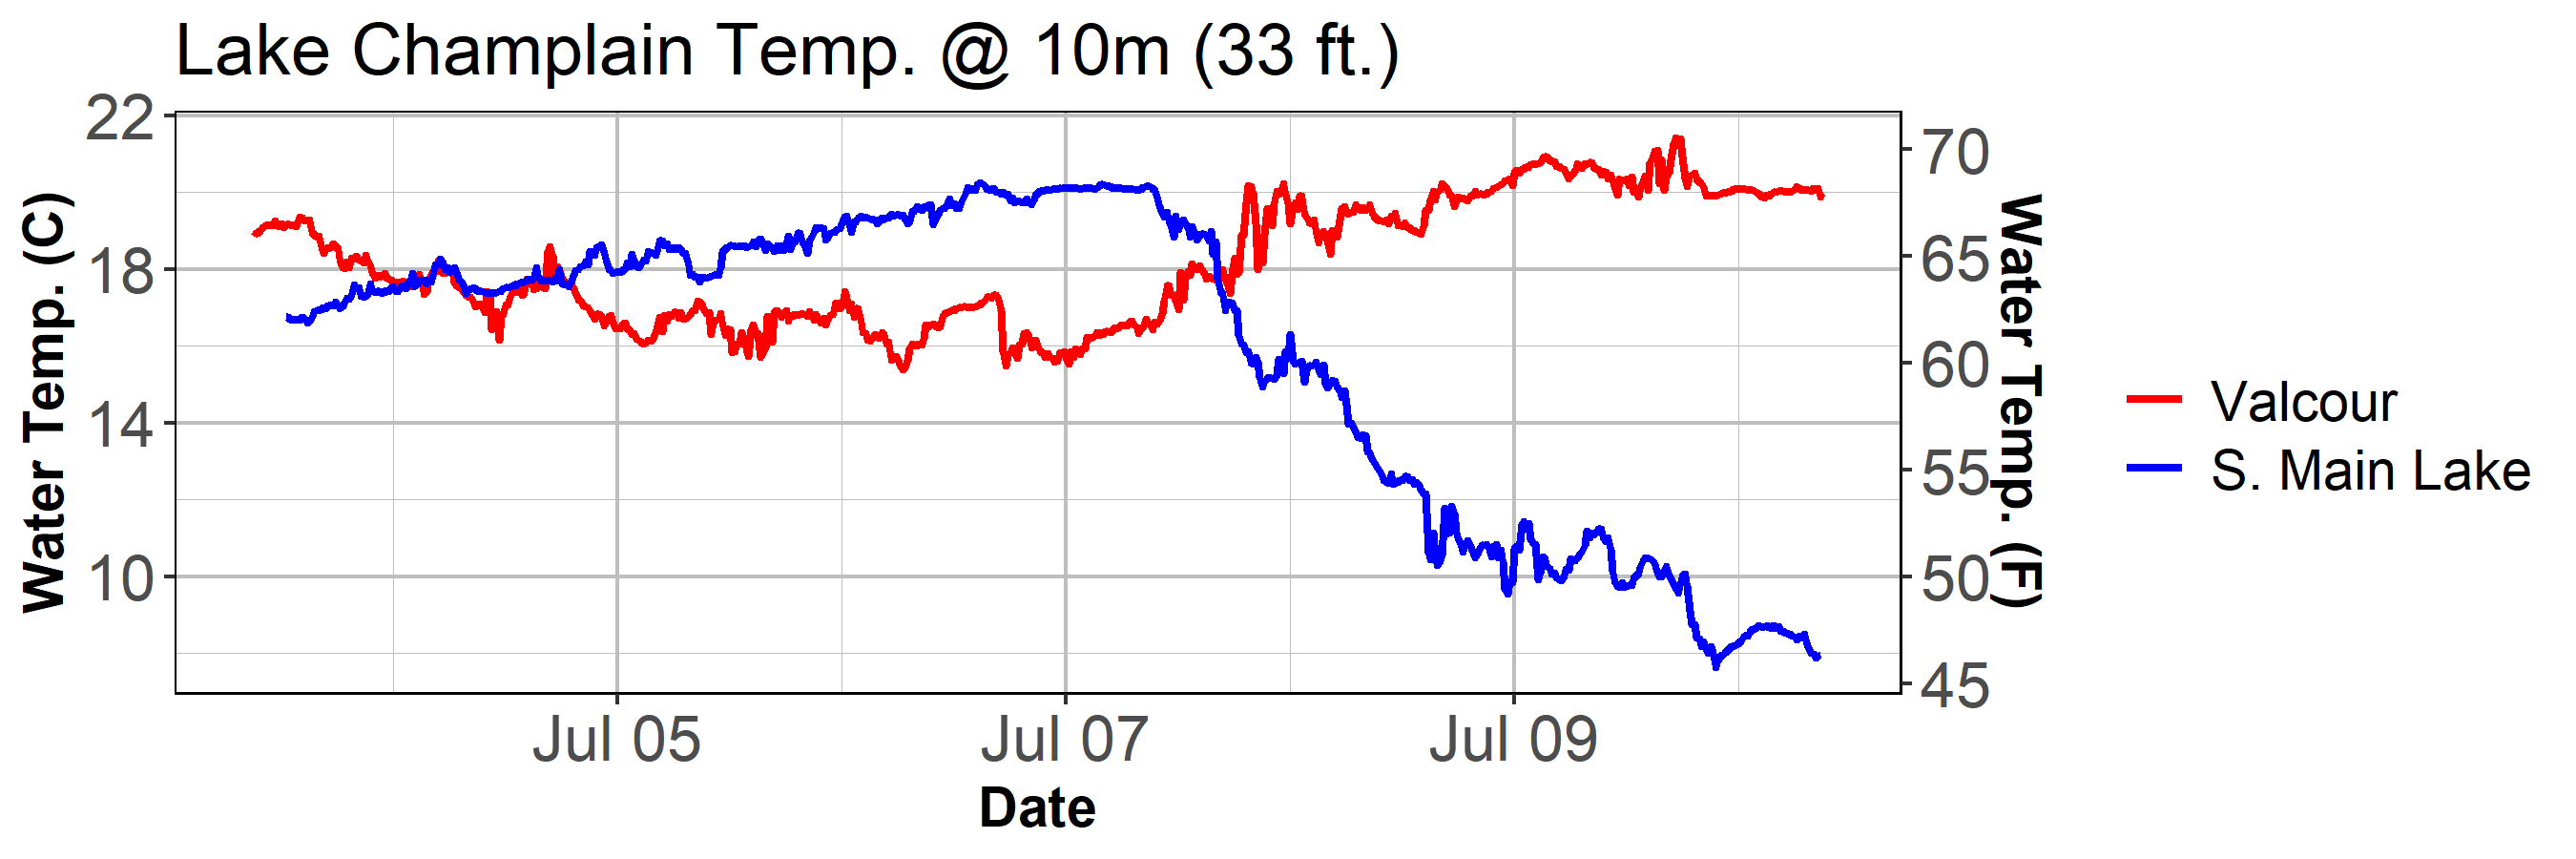 Lake Champlain Temp. @ 10m (33 ft.)
22
18
14
10
Water Temp. (C)
70
65
60
55
50
45
Water Temp. (F)
Jul 05
Jul 07
Jul 09
Date
Valcour
S. Main Lake